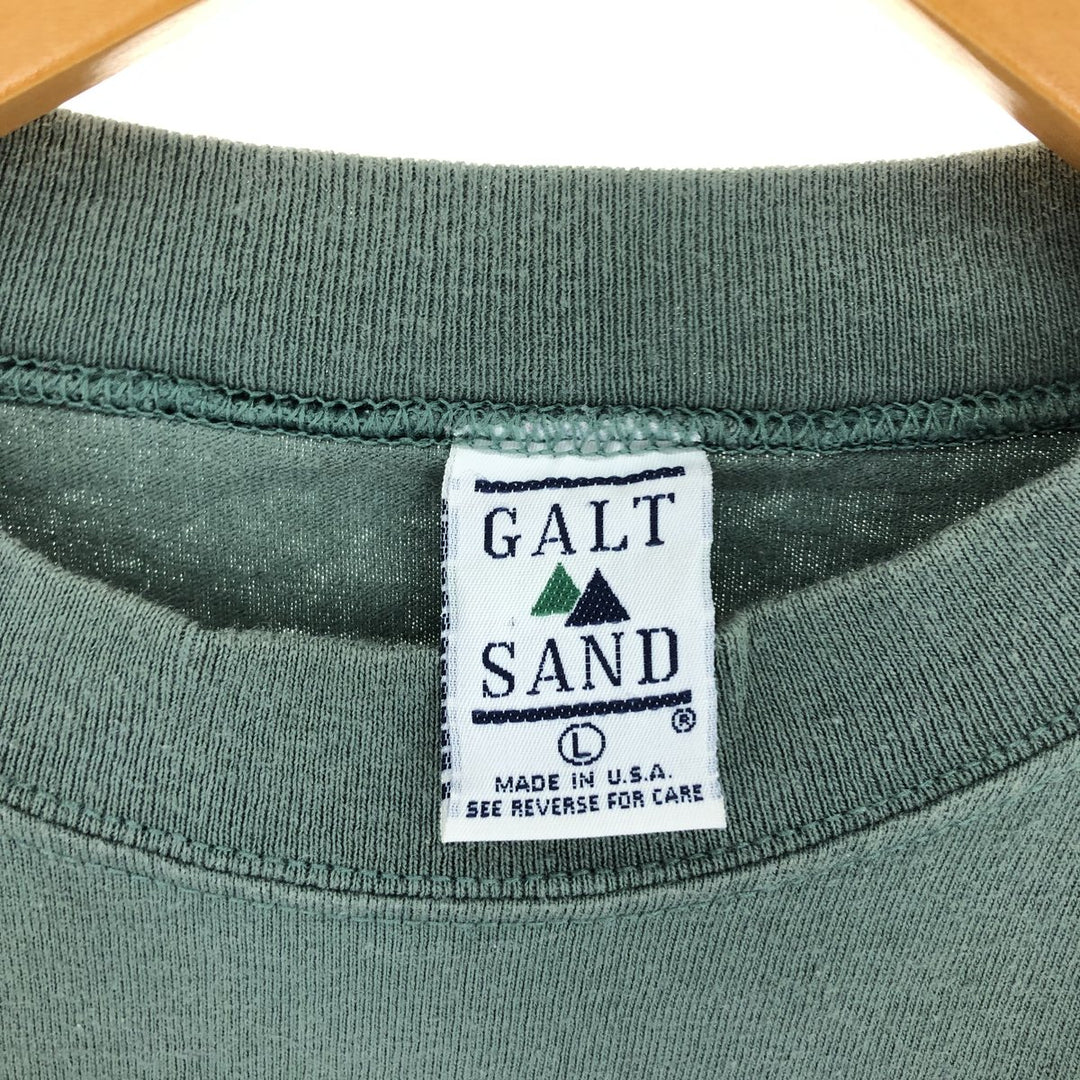 GALT
SAND
®
L
MADE IN U.S.A.
SEE REVERSE FOR CARE